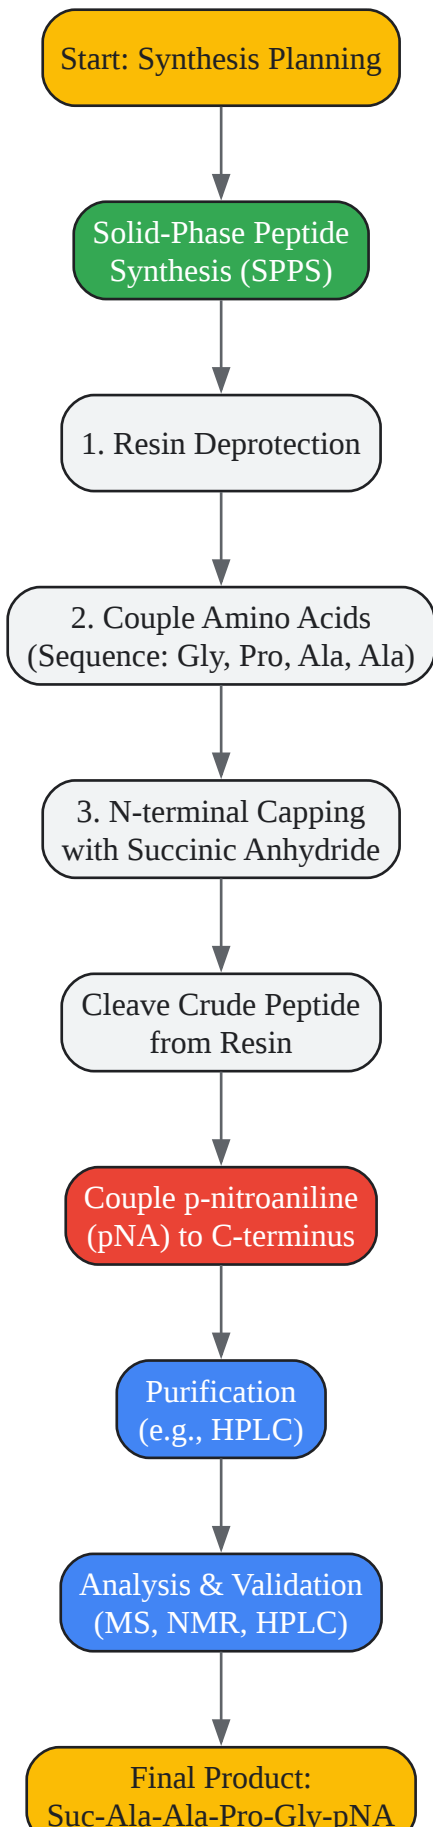 Start: Synthesis Planning
Solid-Phase Peptide
Synthesis (SPPS)
1. Resin Deprotection
2. Couple Amino Acids
(Sequence: Gly, Pro, Ala, Ala)
3. N-terminal Capping
with Succinic Anhydride
Cleave Crude Peptide
from Resin
Couple p-nitroaniline
(pNA) to C-terminus
Purification
(e.g., HPLC)
Analysis & Validation
(MS, NMR, HPLC)
Final Product:
Suc-Ala-Ala-Pro-Gly-pNA